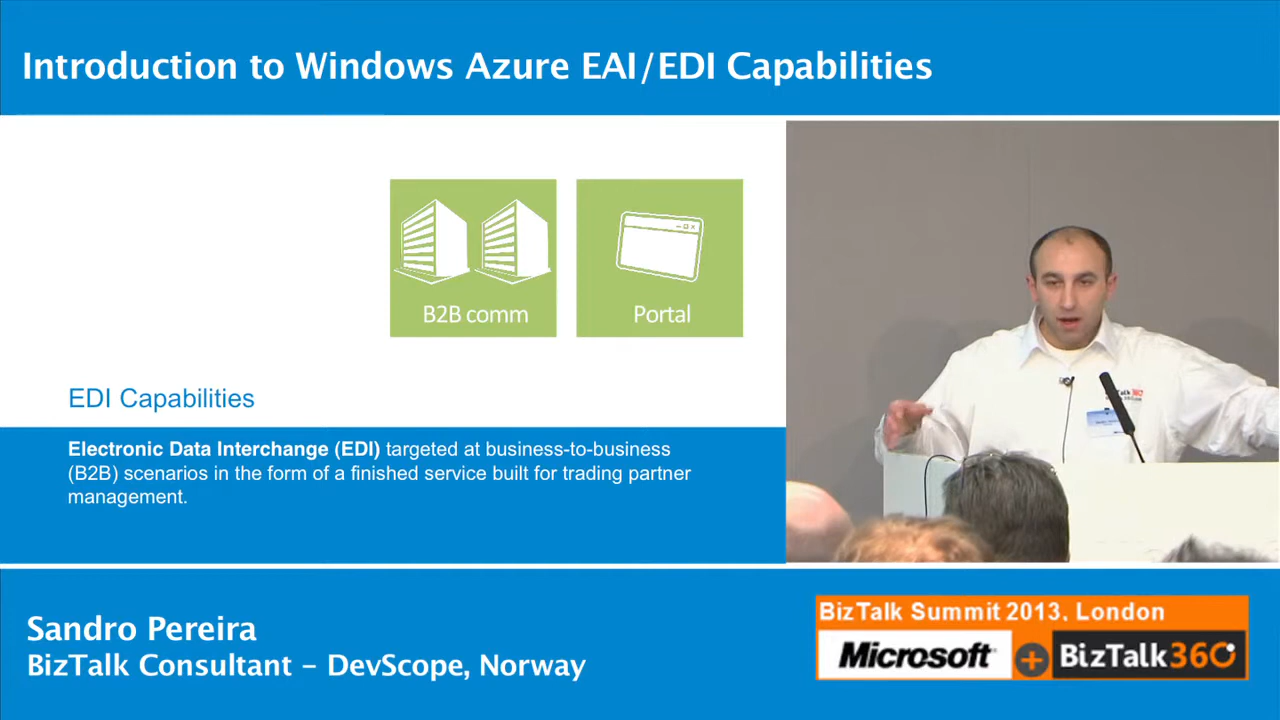 Introduction to Windows Azure EAI/EDI Capabilities
B2B comm
Portal
EDI Capabilities
Electronic Data Interchange (EDI) targeted at business-to-business
(B2B) scenarios in the form of a finished service built for trading partner
management.
Sandro Pereira
BizTalk Consultant – DevScope, Norway
BizTalk Summit 2013, London
Microsoft + BizTalk360